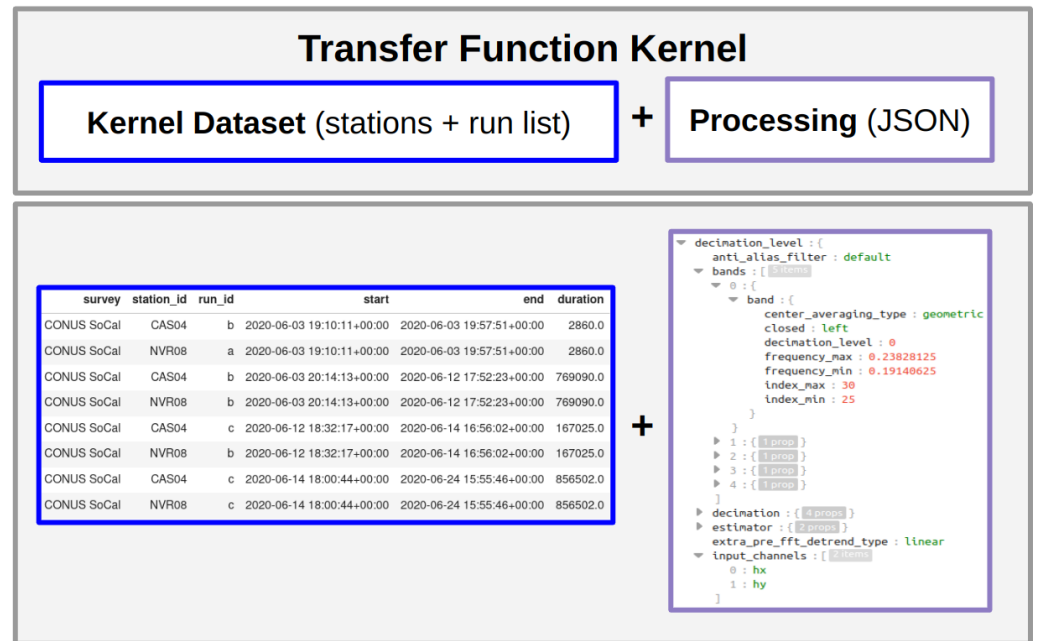 Transfer Function Kernel
Kernel Dataset (stations + run list)
+
Processing (JSON)
survey station_id run_id start end duration
CONUS SoCal CAS04 b 2020-06-03 19:10:11+00:00 2020-06-03 19:57:51+00:00 2860.0
CONUS SoCal NVR08 a 2020-06-03 19:10:11+00:00 2020-06-03 19:57:51+00:00 2860.0
CONUS SoCal CAS04 b 2020-06-03 20:14:13+00:00 2020-06-12 17:52:23+00:00 769090.0
CONUS SoCal NVR08 b 2020-06-03 20:14:13+00:00 2020-06-12 17:52:23+00:00 769090.0
CONUS SoCal CAS04 c 2020-06-12 18:32:17+00:00 2020-06-14 16:56:02+00:00 167025.0
CONUS SoCal NVR08 b 2020-06-12 18:32:17+00:00 2020-06-14 16:56:02+00:00 167025.0
CONUS SoCal CAS04 c 2020-06-14 18:00:44+00:00 2020-06-24 15:55:46+00:00 856502.0
CONUS SoCal NVR08 c 2020-06-14 18:00:44+00:00 2020-06-24 15:55:46+00:00 856502.0
+
decimation_level : {
anti_alias_filter : default
bands : [ 5 items
0 : {
band : {
center_averaging_type : geometric
closed : left
decimation_level : 0
frequency_max : 0.23828125
frequency_min : 0.19140625
index_max : 30
index_min : 25
}
}
1 : { 1 prop }
2 : { 1 prop }
3 : { 1 prop }
4 : { 1 prop }
]
decimation : { 4 props }
estimator : { 2 props }
extra_pre_fft_detrend_type : linear
input_channels : [ 2 items
0 : hx
1 : hy
]